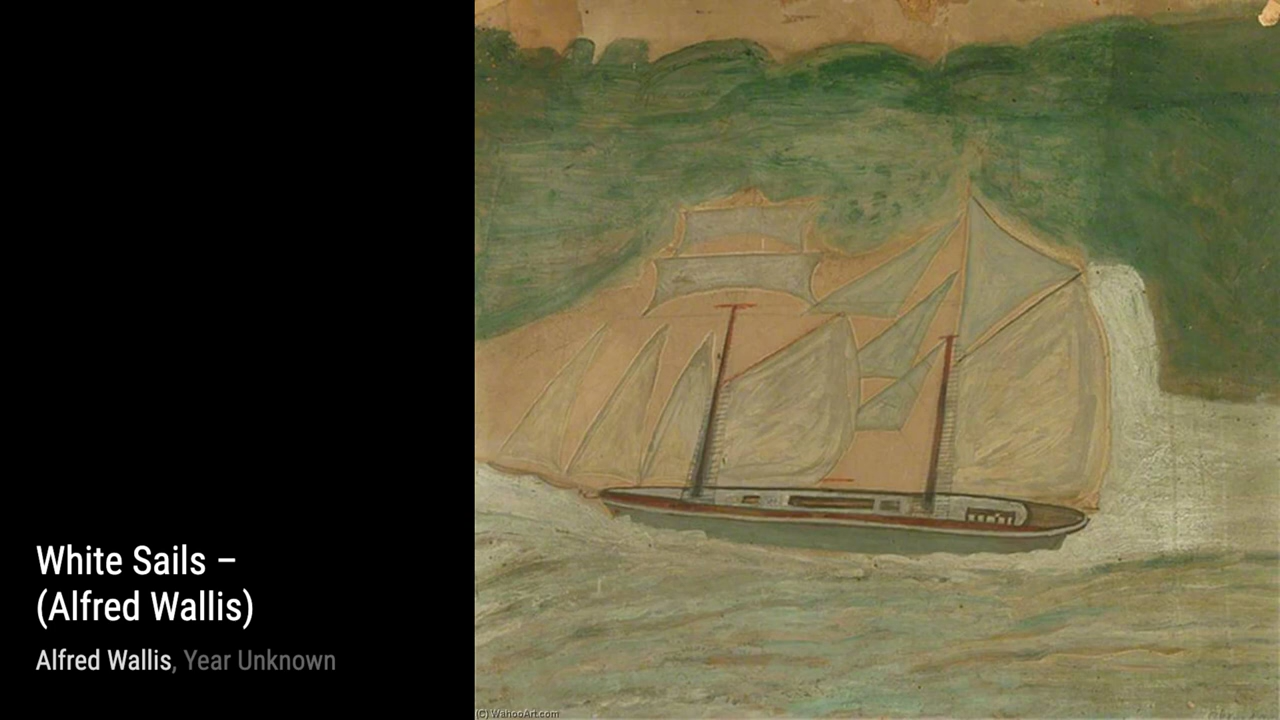 White Sails –
(Alfred Wallis)
Alfred Wallis, Year Unknown
(C) WahooArt.com